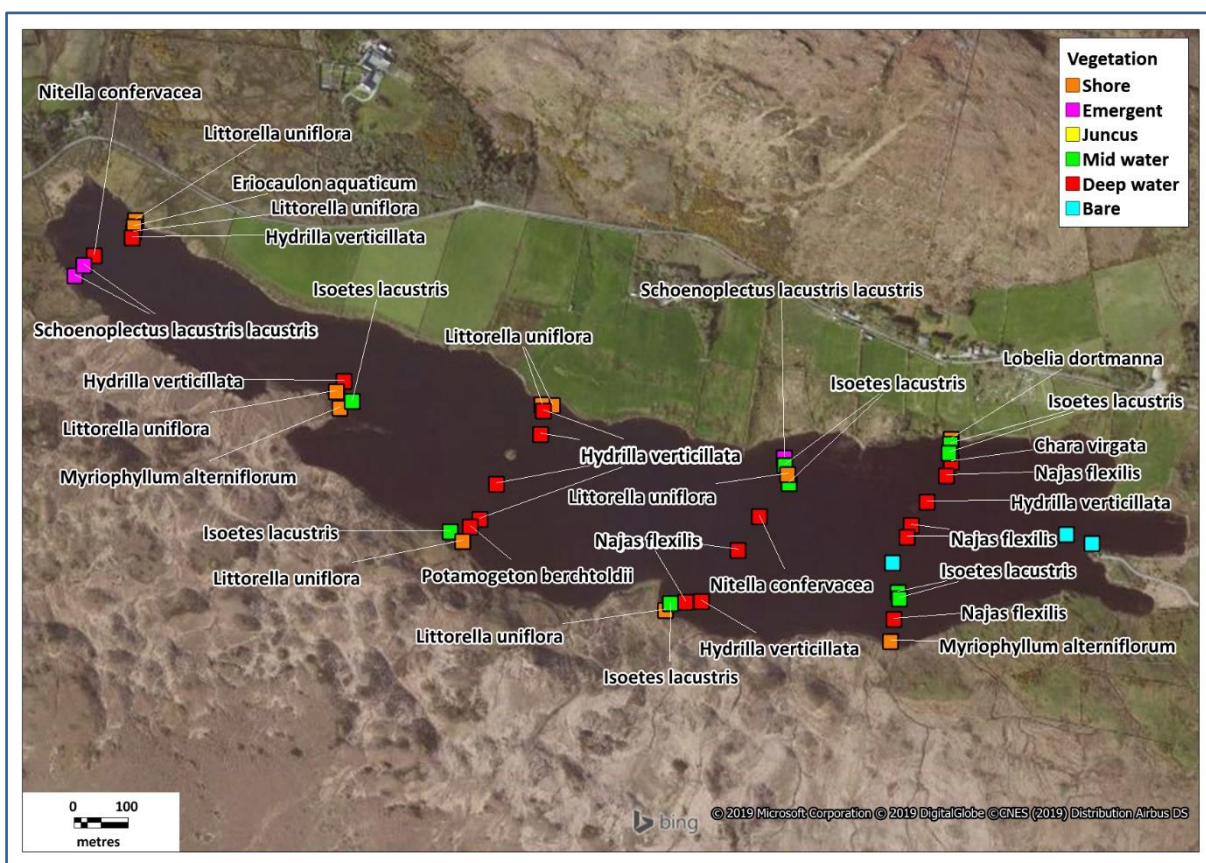 Vegetation
Shore
Emergent
Juncus
Mid water
Deep water
Bare
Nitella confervacea
Littorella uniflora
Eriocaulon aquaticum
Littorella uniflora
Hydrilla verticillata
Isoetes lacustris
Schoenoplectus lacustris lacustris
Schoenoplectus lacustris lacustris
Littorella uniflora
Lobelia dortmanna
Hydrilla verticillata
Isoetes lacustris
Isoetes lacustris
Littorella uniflora
Chara virgata
Hydrilla verticillata
Najas flexilis
Myriophyllum alterniflorum
Littorella uniflora
Hydrilla verticillata
Isoetes lacustris
Najas flexilis
Najas flexilis
Littorella uniflora
Potamogeton berchtoldii
Nitella confervacea
Isoetes lacustris
Najas flexilis
Littorella uniflora
Hydrilla verticillata
Myriophyllum alterniflorum
Isoetes lacustris
0 100
metres
bing
© 2019 Microsoft Corporation © 2019 DigitalGlobe ©CNES (2019) Distribution Airbus DS